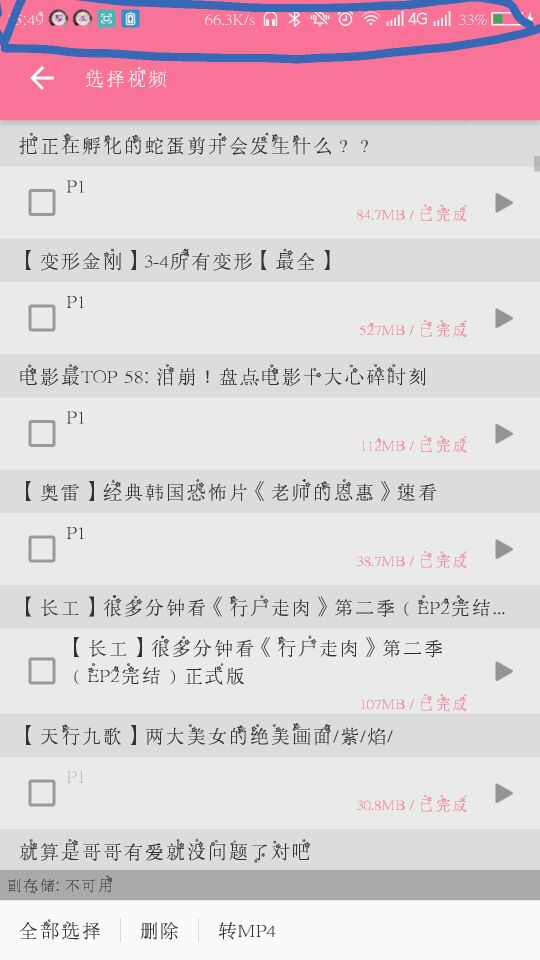 :49 66.3K/s 4G 33%
选择视频
把正在孵化的蛇蛋剪开会发生什么？？
P1
84.7MB / 已完成
【变形金刚】3-4所有变形【最全】
P1
527MB / 已完成
电影最TOP 58: 泪崩！盘点电影十大心碎时刻
P1
112MB / 已完成
【奥雷】经典韩国恐怖片《老师的恩惠》速看
P1
38.7MB / 已完成
【长工】很多分钟看《行尸走肉》第二季（EP2完结...
【长工】很多分钟看《行尸走肉》第二季
（EP2完结）正式版
107MB / 已完成
【天行九歌】两大美女的绝美画面/紫/焰/
P1
30.8MB / 已完成
就算是哥哥有爱就没问题了对吧
副存储: 不可用
全部选择 删除 转MP4